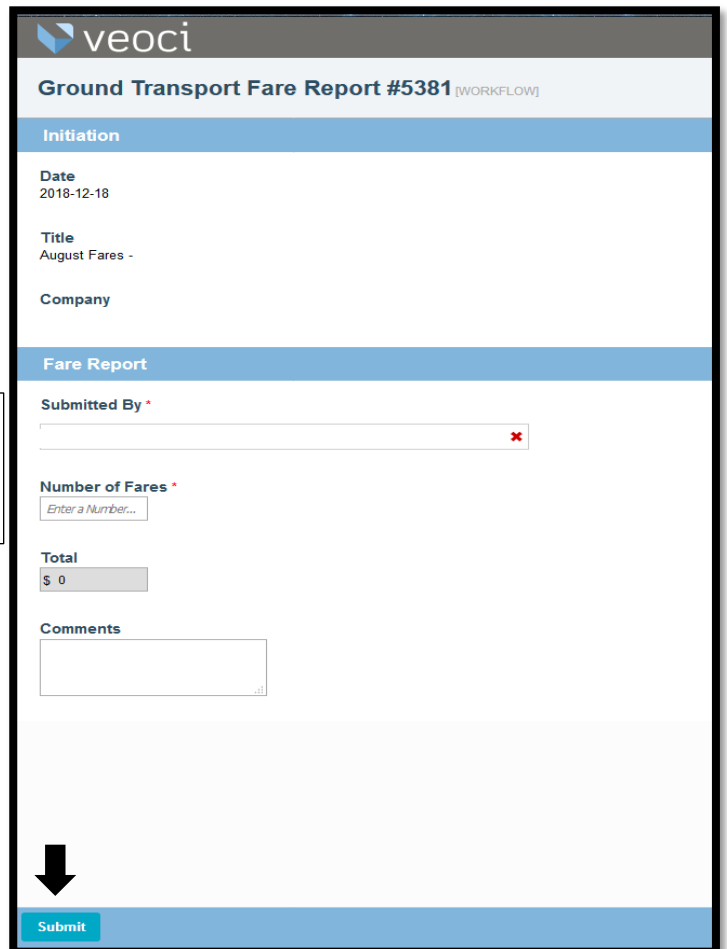 veoci
Ground Transport Fare Report #5381 [WORKFLOW]
Initiation
Date
2018-12-18
Title
August Fares -
Company
Fare Report
Submitted By *
Number of Fares *
Enter a Number...
Total
$ 0
Comments
Submit